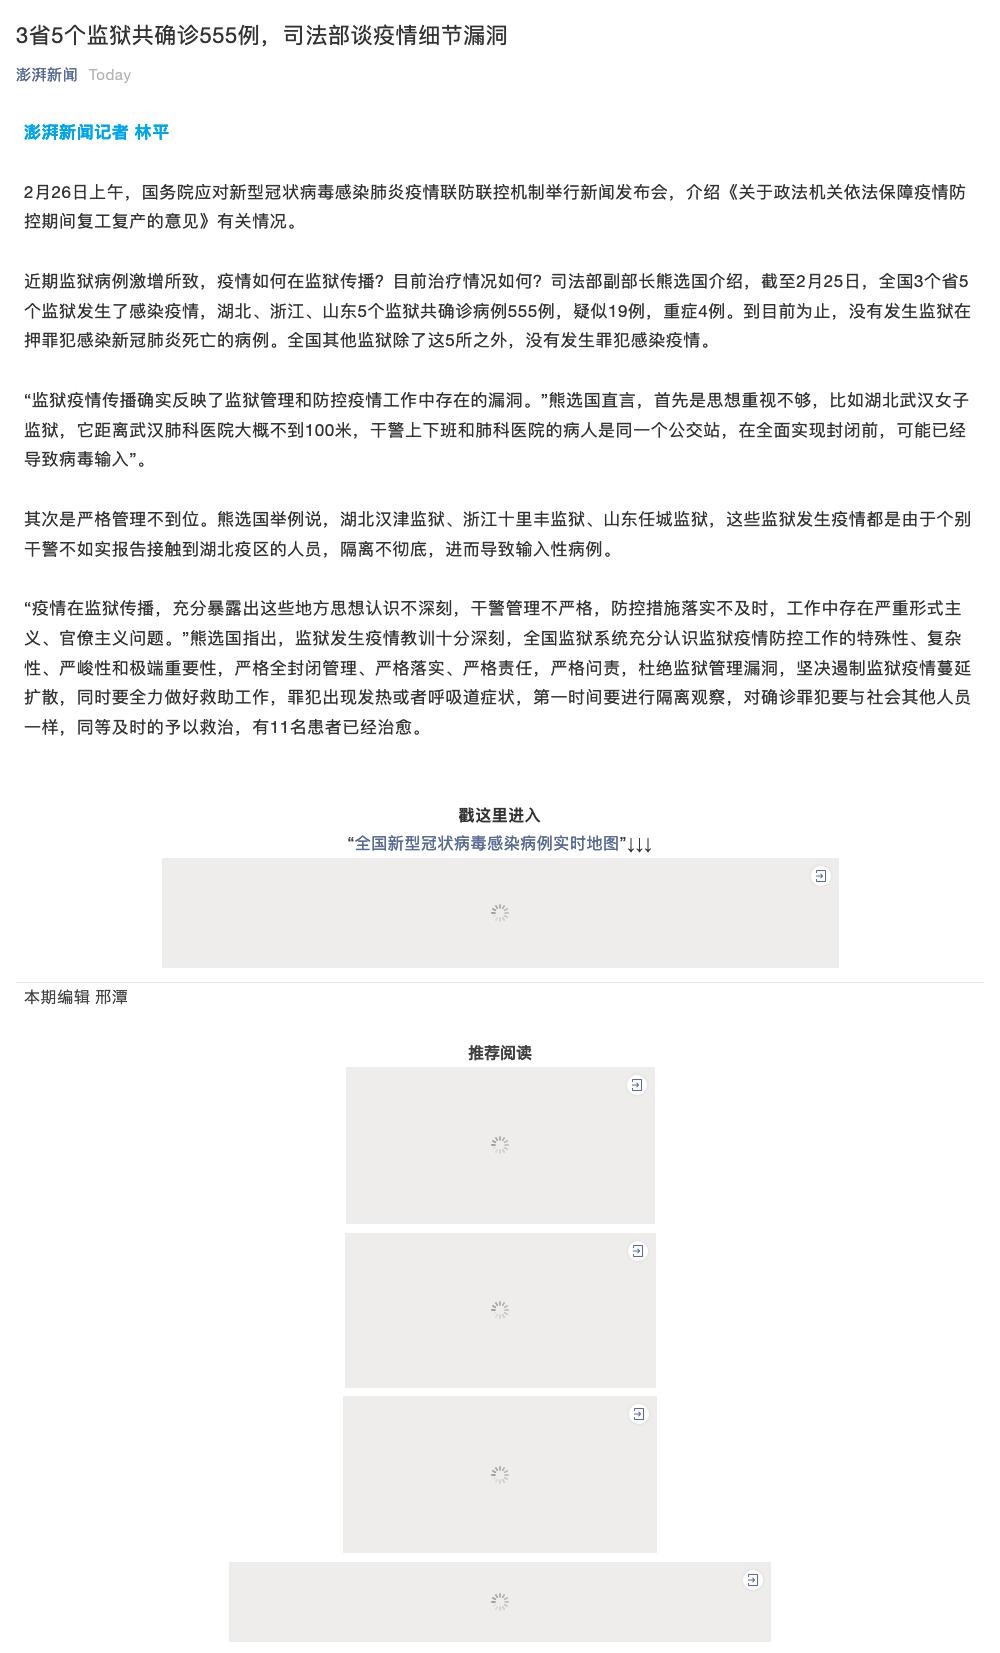 3省5个监狱共确诊555例，司法部谈疫情细节漏洞
澎湃新闻 Today
澎湃新闻记者 林平
2月26日上午，国务院应对新型冠状病毒感染肺炎疫情联防联控机制举行新闻发布会，介绍《关于政法机关依法保障疫情防
控期间复工复产的意见》有关情况。
近期监狱病例激增所致，疫情如何在监狱传播？目前治疗情况如何？司法部副部长熊选国介绍，截至2月25日，全国3个省5
个监狱发生了感染疫情，湖北、浙江、山东5个监狱共确诊病例555例，疑似19例，重症4例。到目前为止，没有发生监狱在
押罪犯感染新冠肺炎死亡的病例。全国其他监狱除了这5所之外，没有发生罪犯感染疫情。
“监狱疫情传播确实反映了监狱管理和防控疫情工作中存在的漏洞。”熊选国直言，首先是思想重视不够，比如湖北武汉女子
监狱，它距离武汉肺科医院大概不到100米，干警上下班和肺科医院的病人是同一个公交站，在全面实现封闭前，可能已经
导致病毒输入”。
其次是严格管理不到位。熊选国举例说，湖北汉津监狱、浙江十里丰监狱、山东任城监狱，这些监狱发生疫情都是由于个别
干警不如实报告接触到湖北疫区的人员，隔离不彻底，进而导致输入性病例。
“疫情在监狱传播，充分暴露出这些地方思想认识不深刻，干警管理不严格，防控措施落实不及时，工作中存在严重形式主
义、官僚主义问题。”熊选国指出，监狱发生疫情教训十分深刻，全国监狱系统充分认识监狱疫情防控工作的特殊性、复杂
性、严峻性和极端重要性，严格全封闭管理、严格落实、严格责任，严格问责，杜绝监狱管理漏洞，坚决遏制监狱疫情蔓延
扩散，同时要全力做好救助工作，罪犯出现发热或者呼吸道症状，第一时间要进行隔离观察，对确诊罪犯要与社会其他人员
一样，同等及时的予以救治，有11名患者已经治愈。
戳这里进入
“全国新型冠状病毒感染病例实时地图”↓↓↓
本期编辑 邢潭
推荐阅读